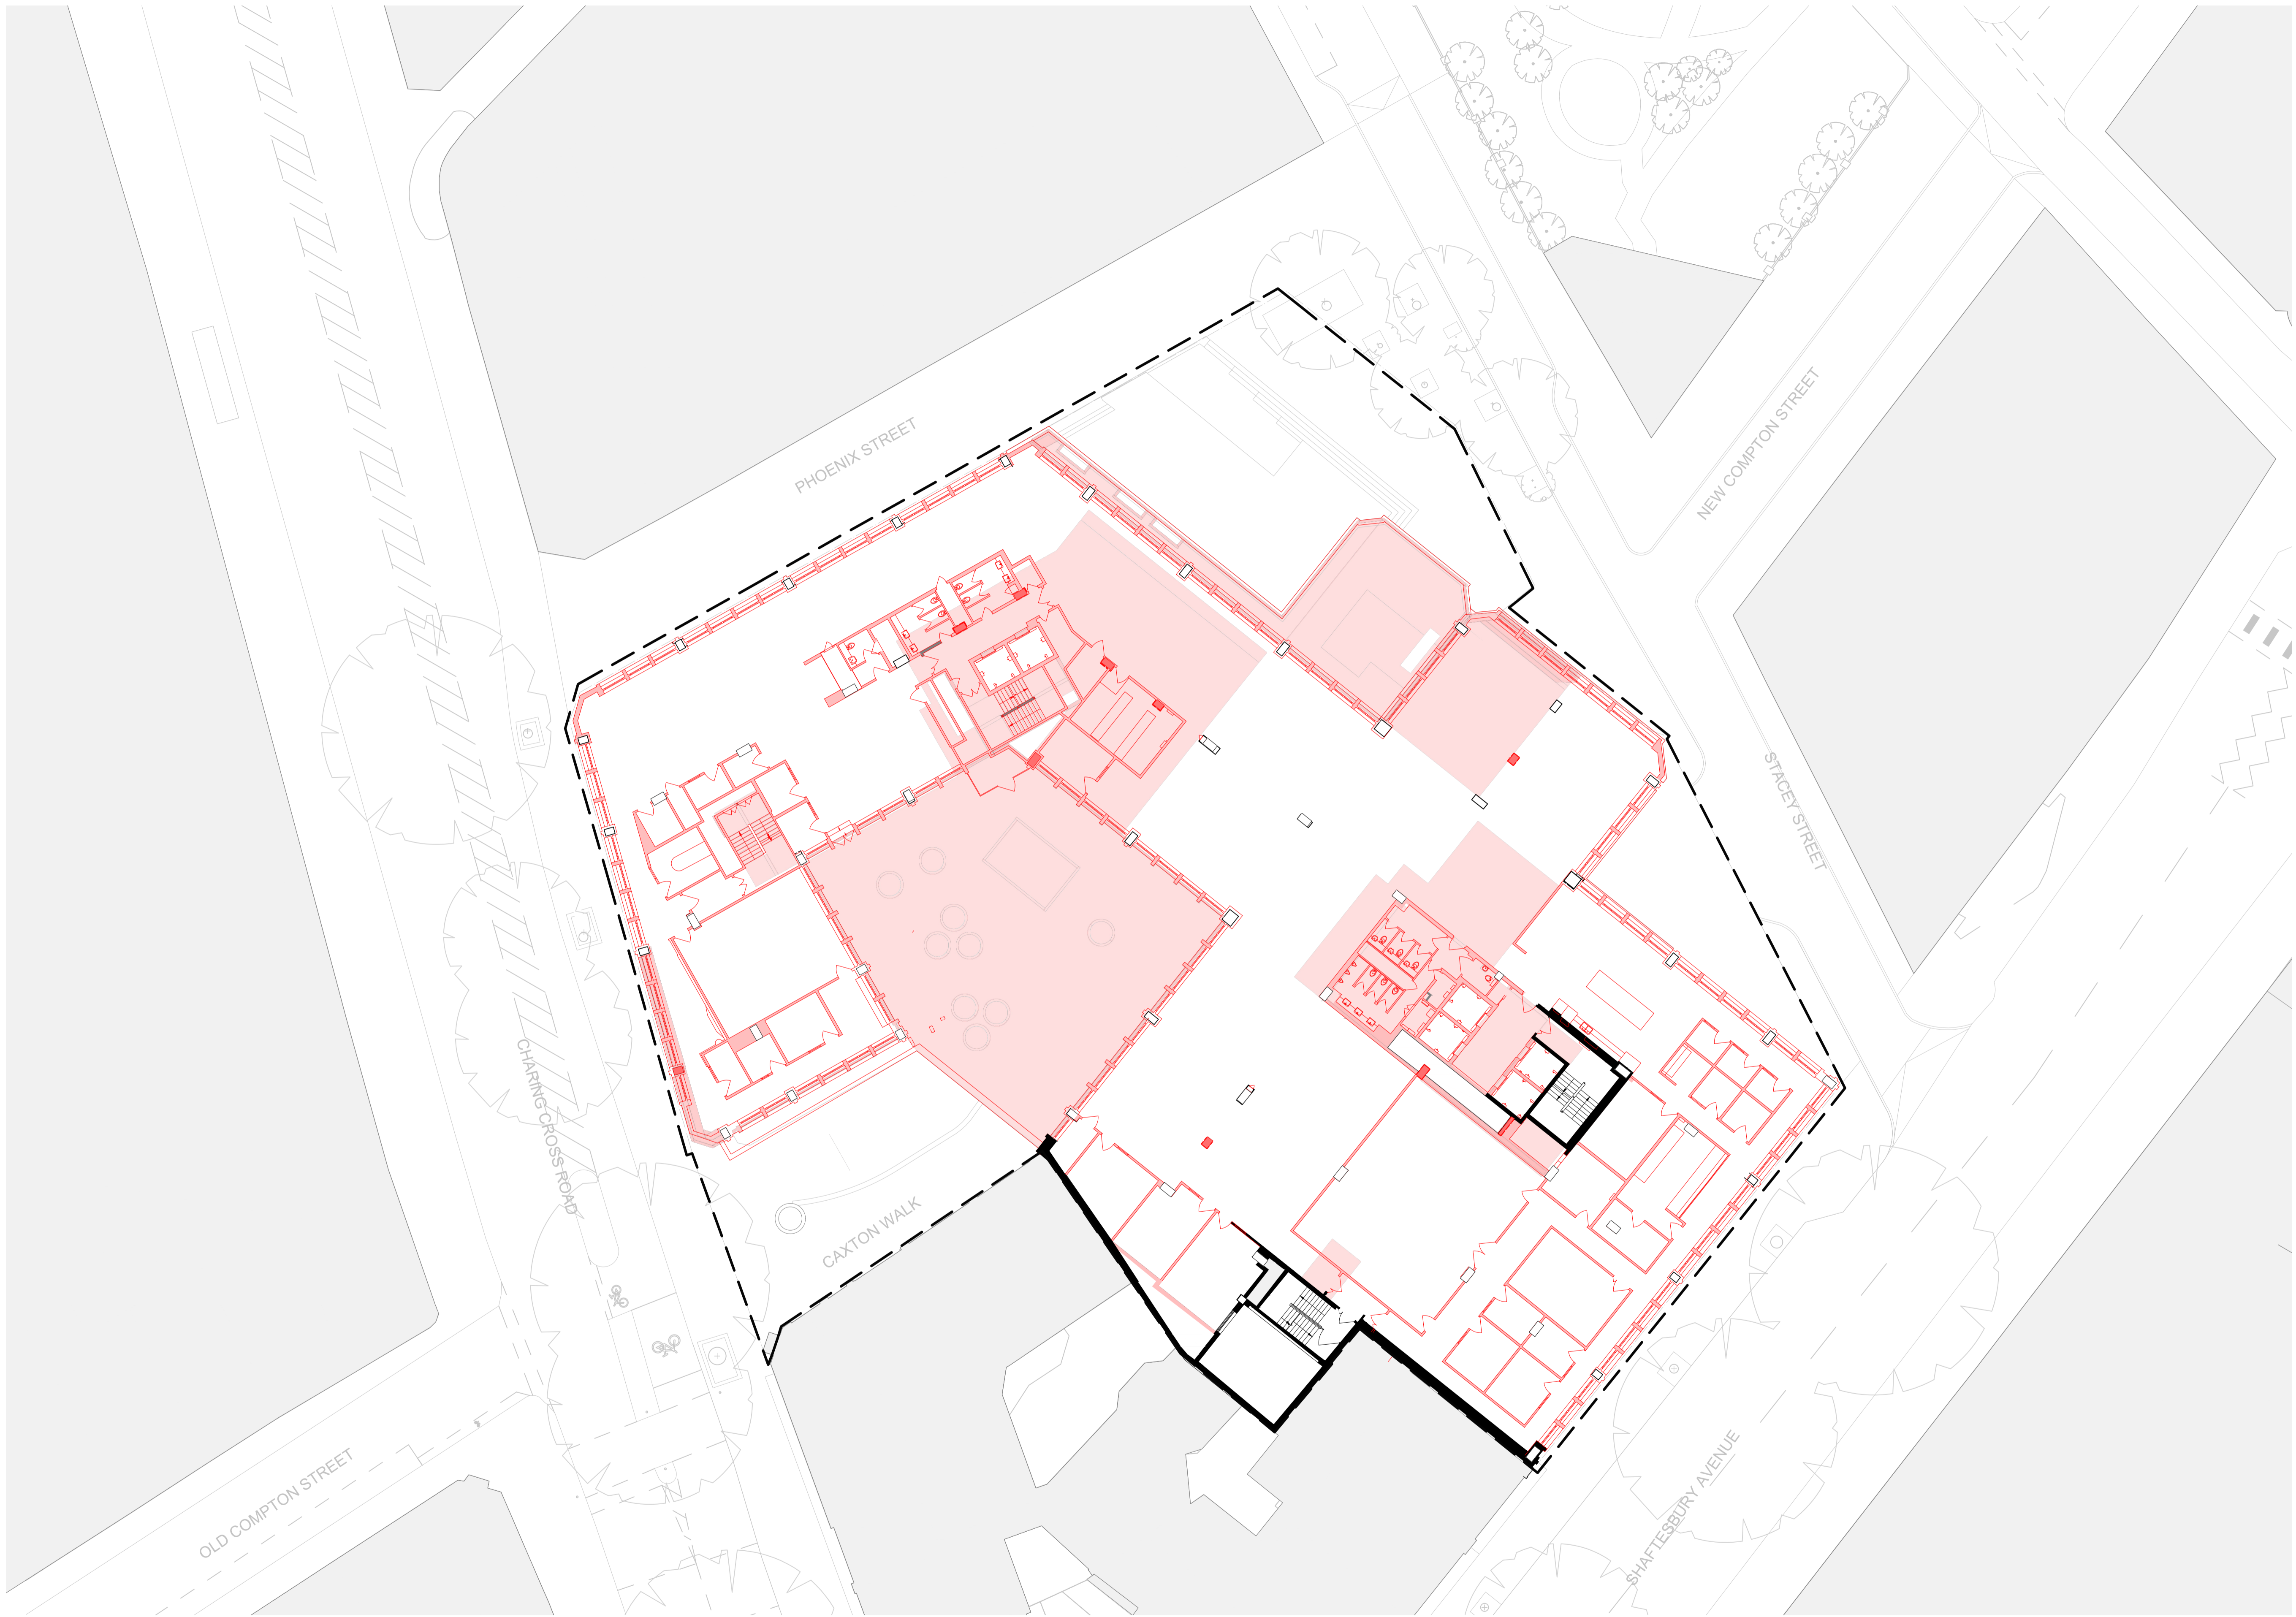 PHOENIX STREET
NEW COMPTON STREET
STACEY STREET
CHARING CROSS ROAD
CAXTON WALK
OLD COMPTON STREET
SHAFTESBURY AVENUE